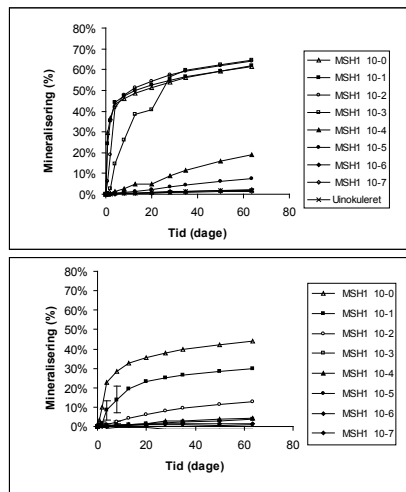 80%
70%
60%
50%
40%
30%
20%
10%
0%
Mineralisering (%)
0 20 40 60 80
Tid (dage)
MSH1 10-0
MSH1 10-1
MSH1 10-2
MSH1 10-3
MSH1 10-4
MSH1 10-5
MSH1 10-6
MSH1 10-7
Uinokuleret
80%
70%
60%
50%
40%
30%
20%
10%
0%
Mineralisering (%)
0 20 40 60 80
Tid (dage)
MSH1 10-0
MSH1 10-1
MSH1 10-2
MSH1 10-3
MSH1 10-4
MSH1 10-5
MSH1 10-6
MSH1 10-7